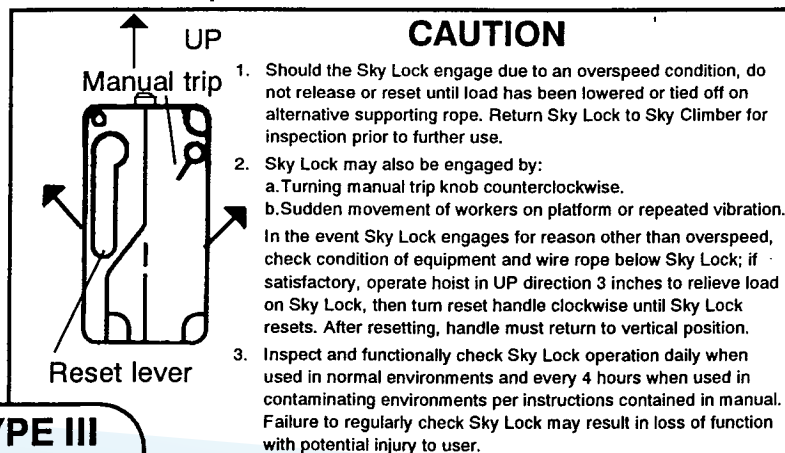 UP
Manual trip
Reset lever
YPE III
CAUTION
1. Should the Sky Lock engage due to an overspeed condition, do
not release or reset until load has been lowered or tied off on
alternative supporting rope. Return Sky Lock to Sky Climber for
inspection prior to further use.
2. Sky Lock may also be engaged by:
a.Turning manual trip knob counterclockwise.
b.Sudden movement of workers on platform or repeated vibration.
In the event Sky Lock engages for reason other than overspeed,
check condition of equipment and wire rope below Sky Lock; if
satisfactory, operate hoist in UP direction 3 inches to relieve load
on Sky Lock, then turn reset handle clockwise until Sky Lock
resets. After resetting, handle must return to vertical position.
3. Inspect and functionally check Sky Lock operation daily when
used in normal environments and every 4 hours when used in
contaminating environments per instructions contained in manual.
Failure to regularly check Sky Lock may result in loss of function
with potential injury to user.